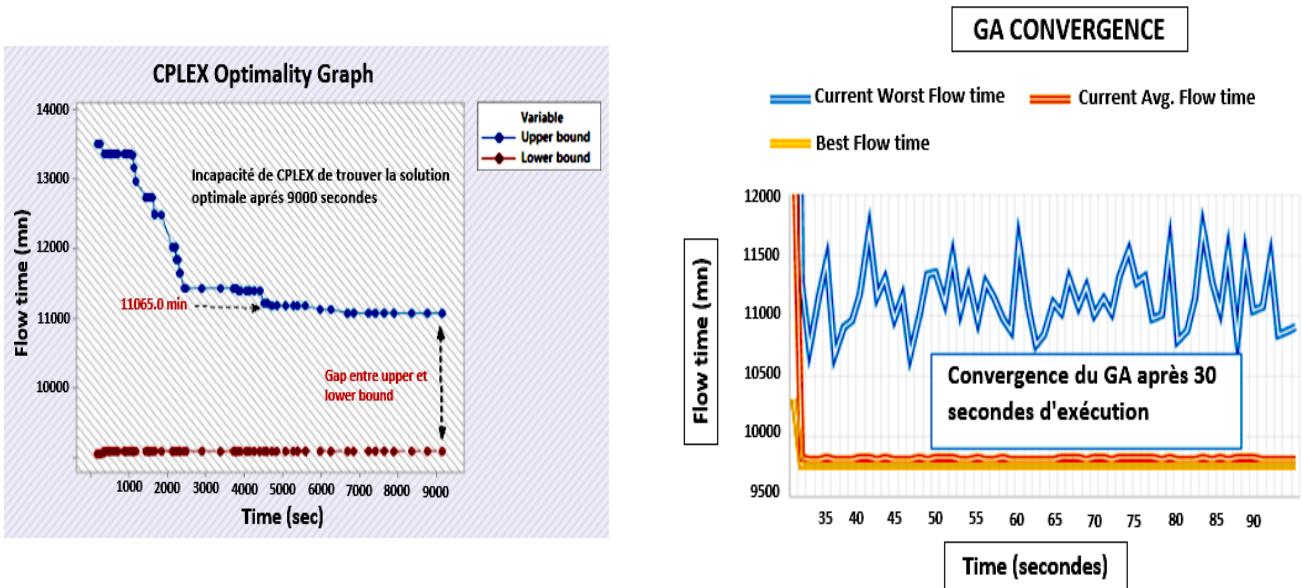 CPLEX Optimality Graph
14000
13000
12000
11000
10000
Flow time (mn)
Variable
Upper bound
Lower bound
Incapacité de CPLEX de trouver la solution
optimale aprés 9000 secondes
11065.0 min
Gap entre upper et
lower bound
1000 2000 3000 4000 5000 6000 7000 8000 9000
Time (sec)
GA CONVERGENCE
Current Worst Flow time
Current Avg. Flow time
Best Flow time
12000
11500
11000
10500
10000
9500
Flow time (mn)
Convergence du GA après 30
secondes d'exécution
35 40 45 50 55 60 65 70 75 80 85 90
Time (secondes)